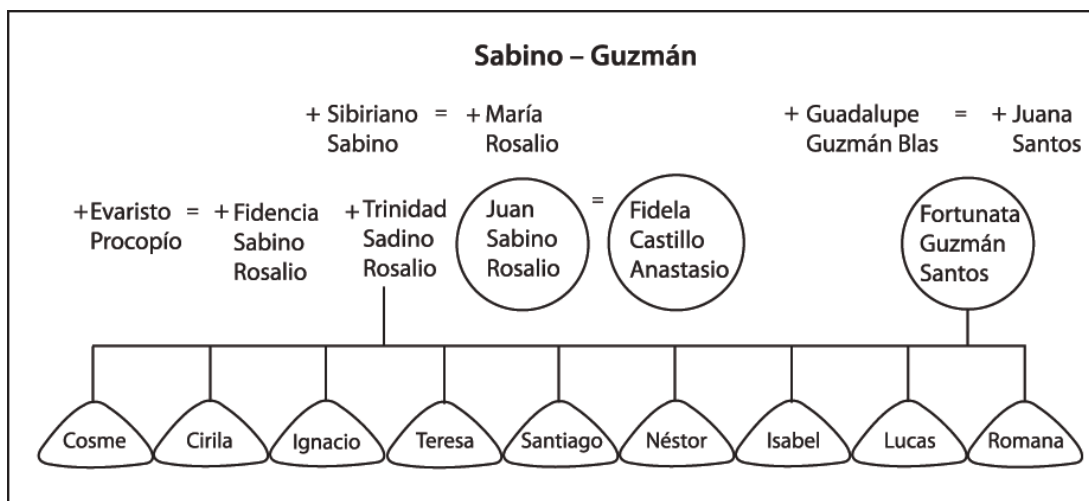 Sabino – Guzmán
+ Sibiriano = + María + Guadalupe = + Juana
Sabino Rosalio Guzmán Blas Santos
+Evaristo = + Fidencia + Trinidad Juan = Fidela Fortunata
Procopío Sabino Sadino Sabino Castillo Guzmán
Rosalio Rosalio Rosalio Anastasio Santos
Cosme Cirila Ignacio Teresa Santiago Néstor Isabel Lucas Romana